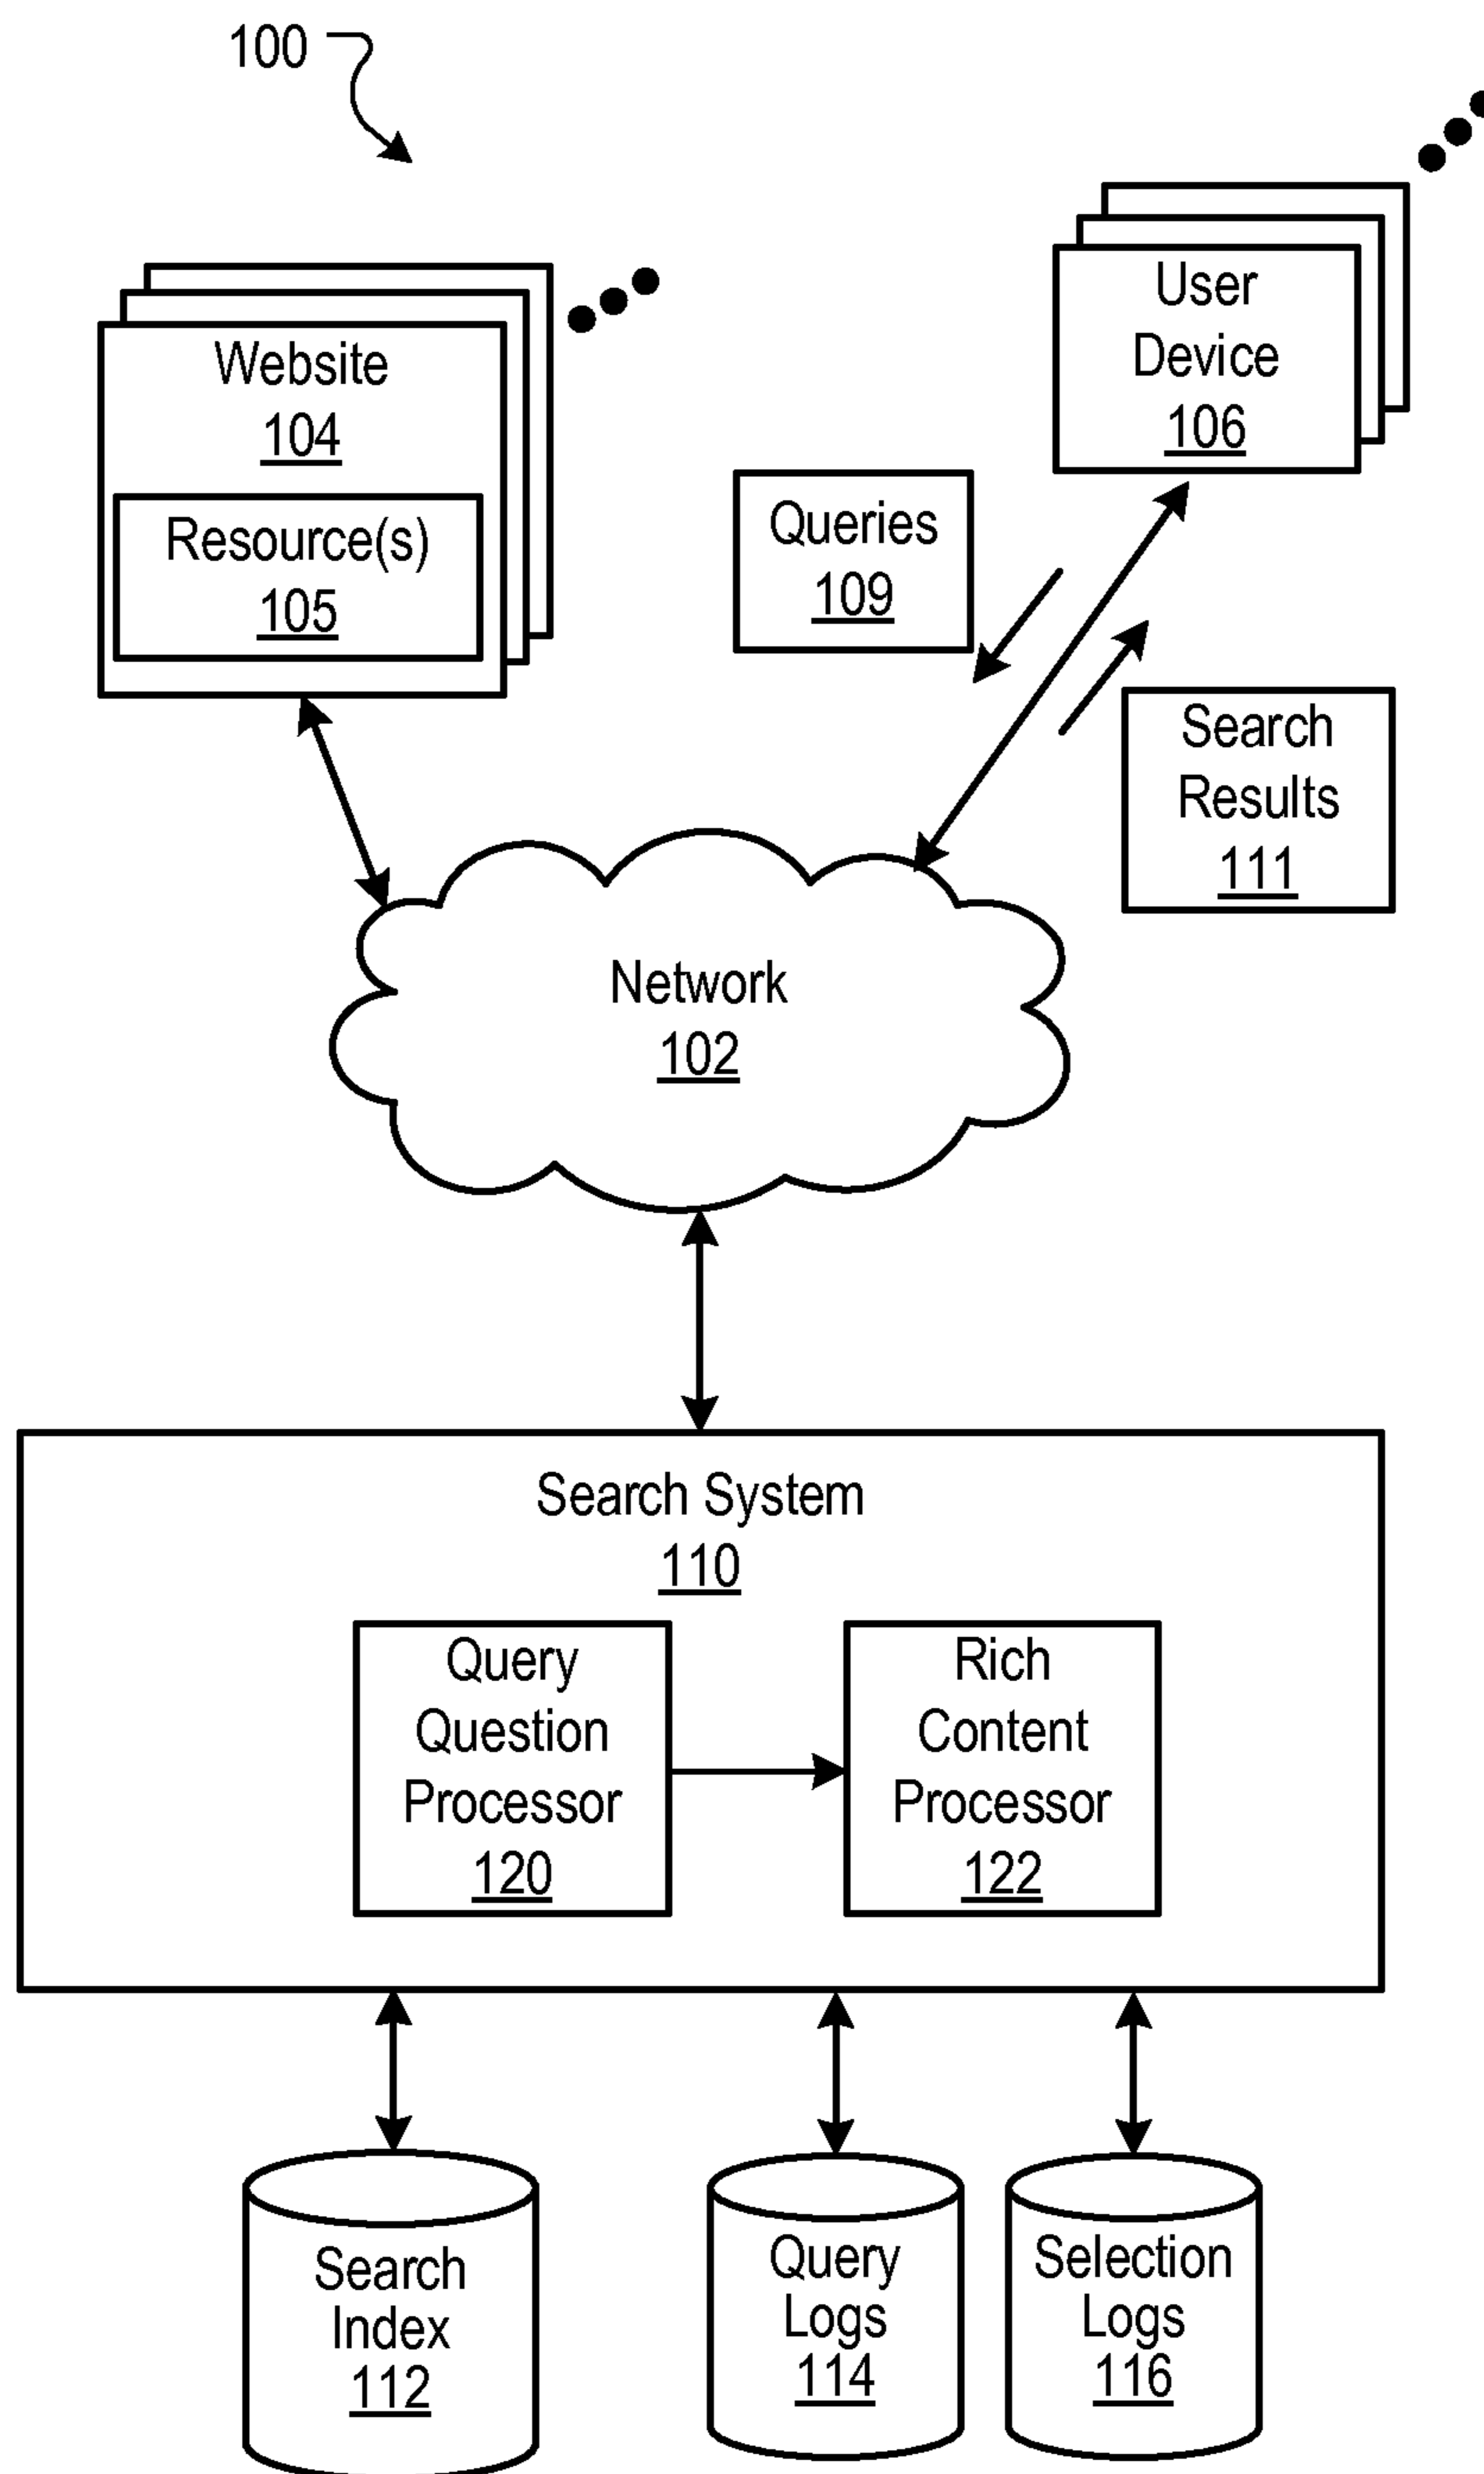 100
Website
104
Resource(s)
105
User
Device
106
Queries
109
Search
Results
111
Network
102
Search System
110
Query
Question
Processor
120
Rich
Content
Processor
122
Search
Index
112
Query
Logs
114
Selection
Logs
116